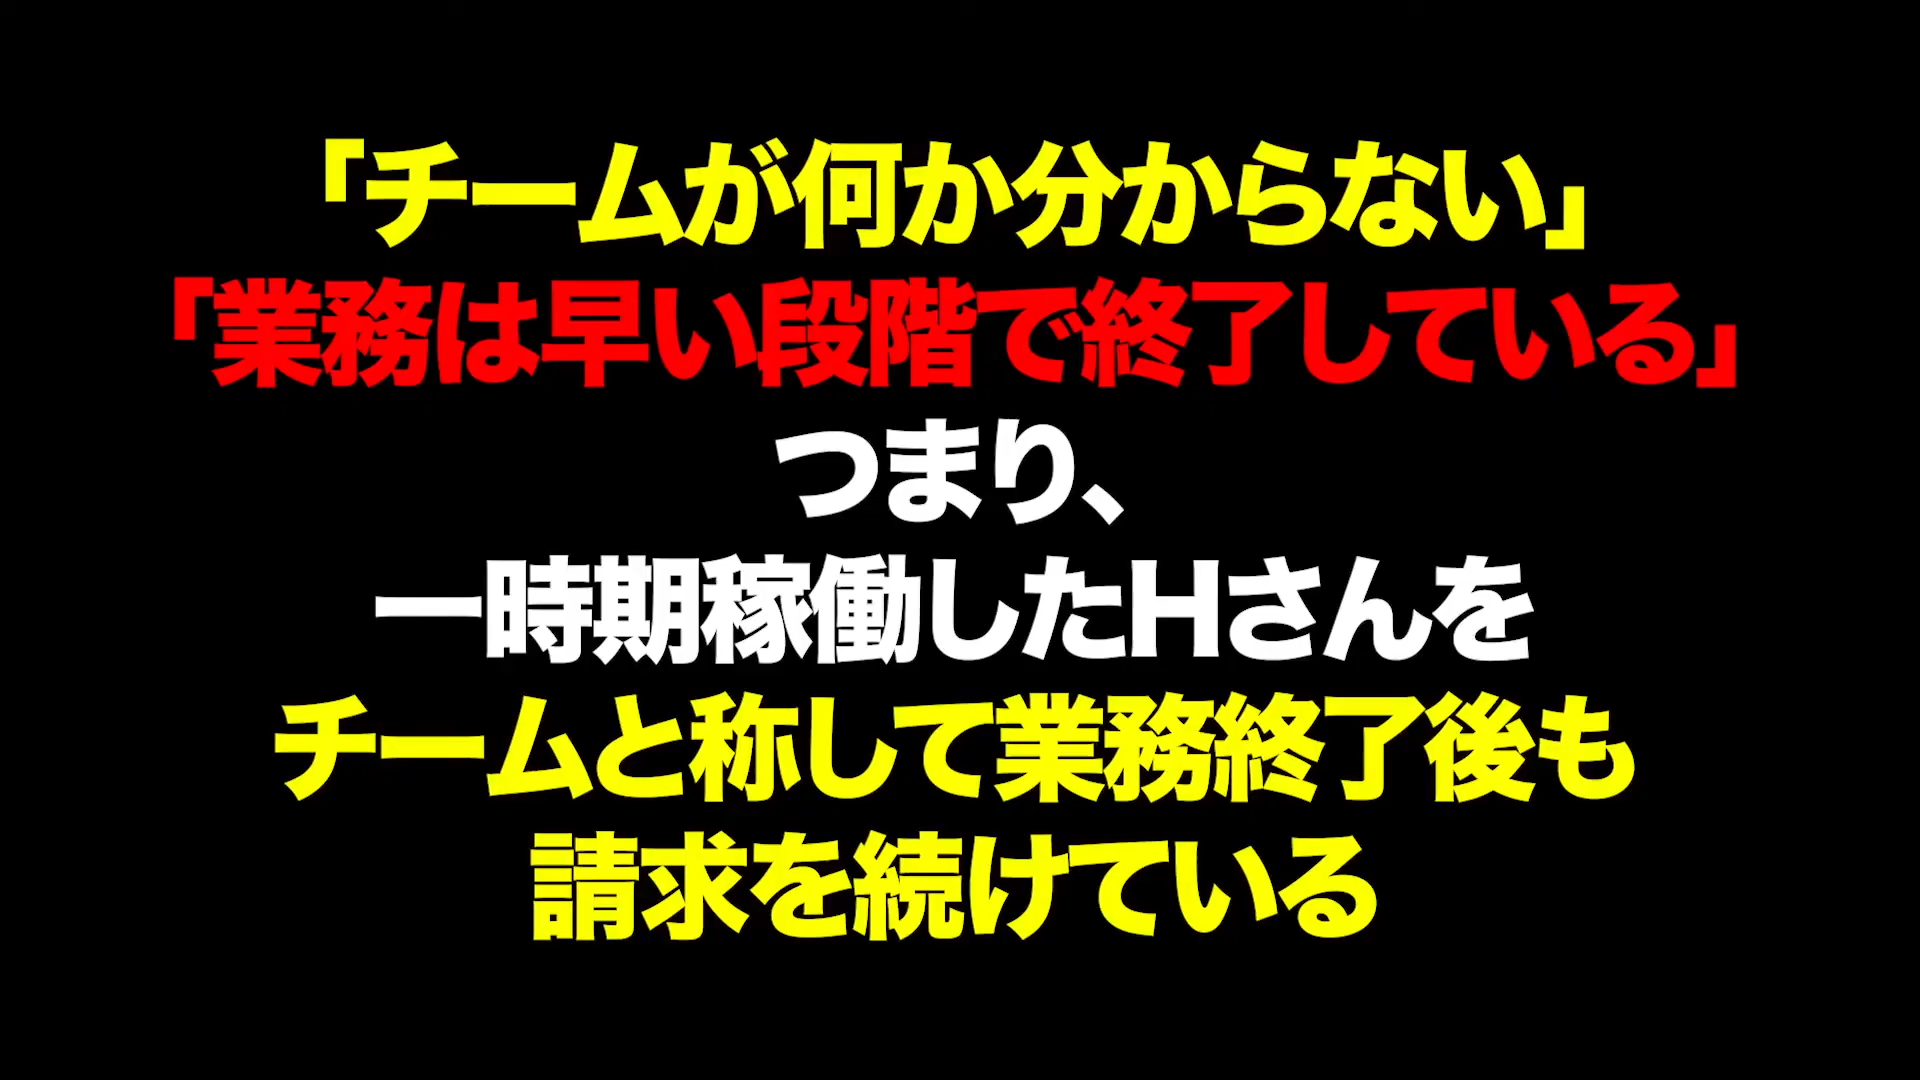 「チームが何か分からない」
「業務は早い段階で終了している」
つまり、
一時期稼働したHさんを
チームと称して業務終了後も
請求を続けている